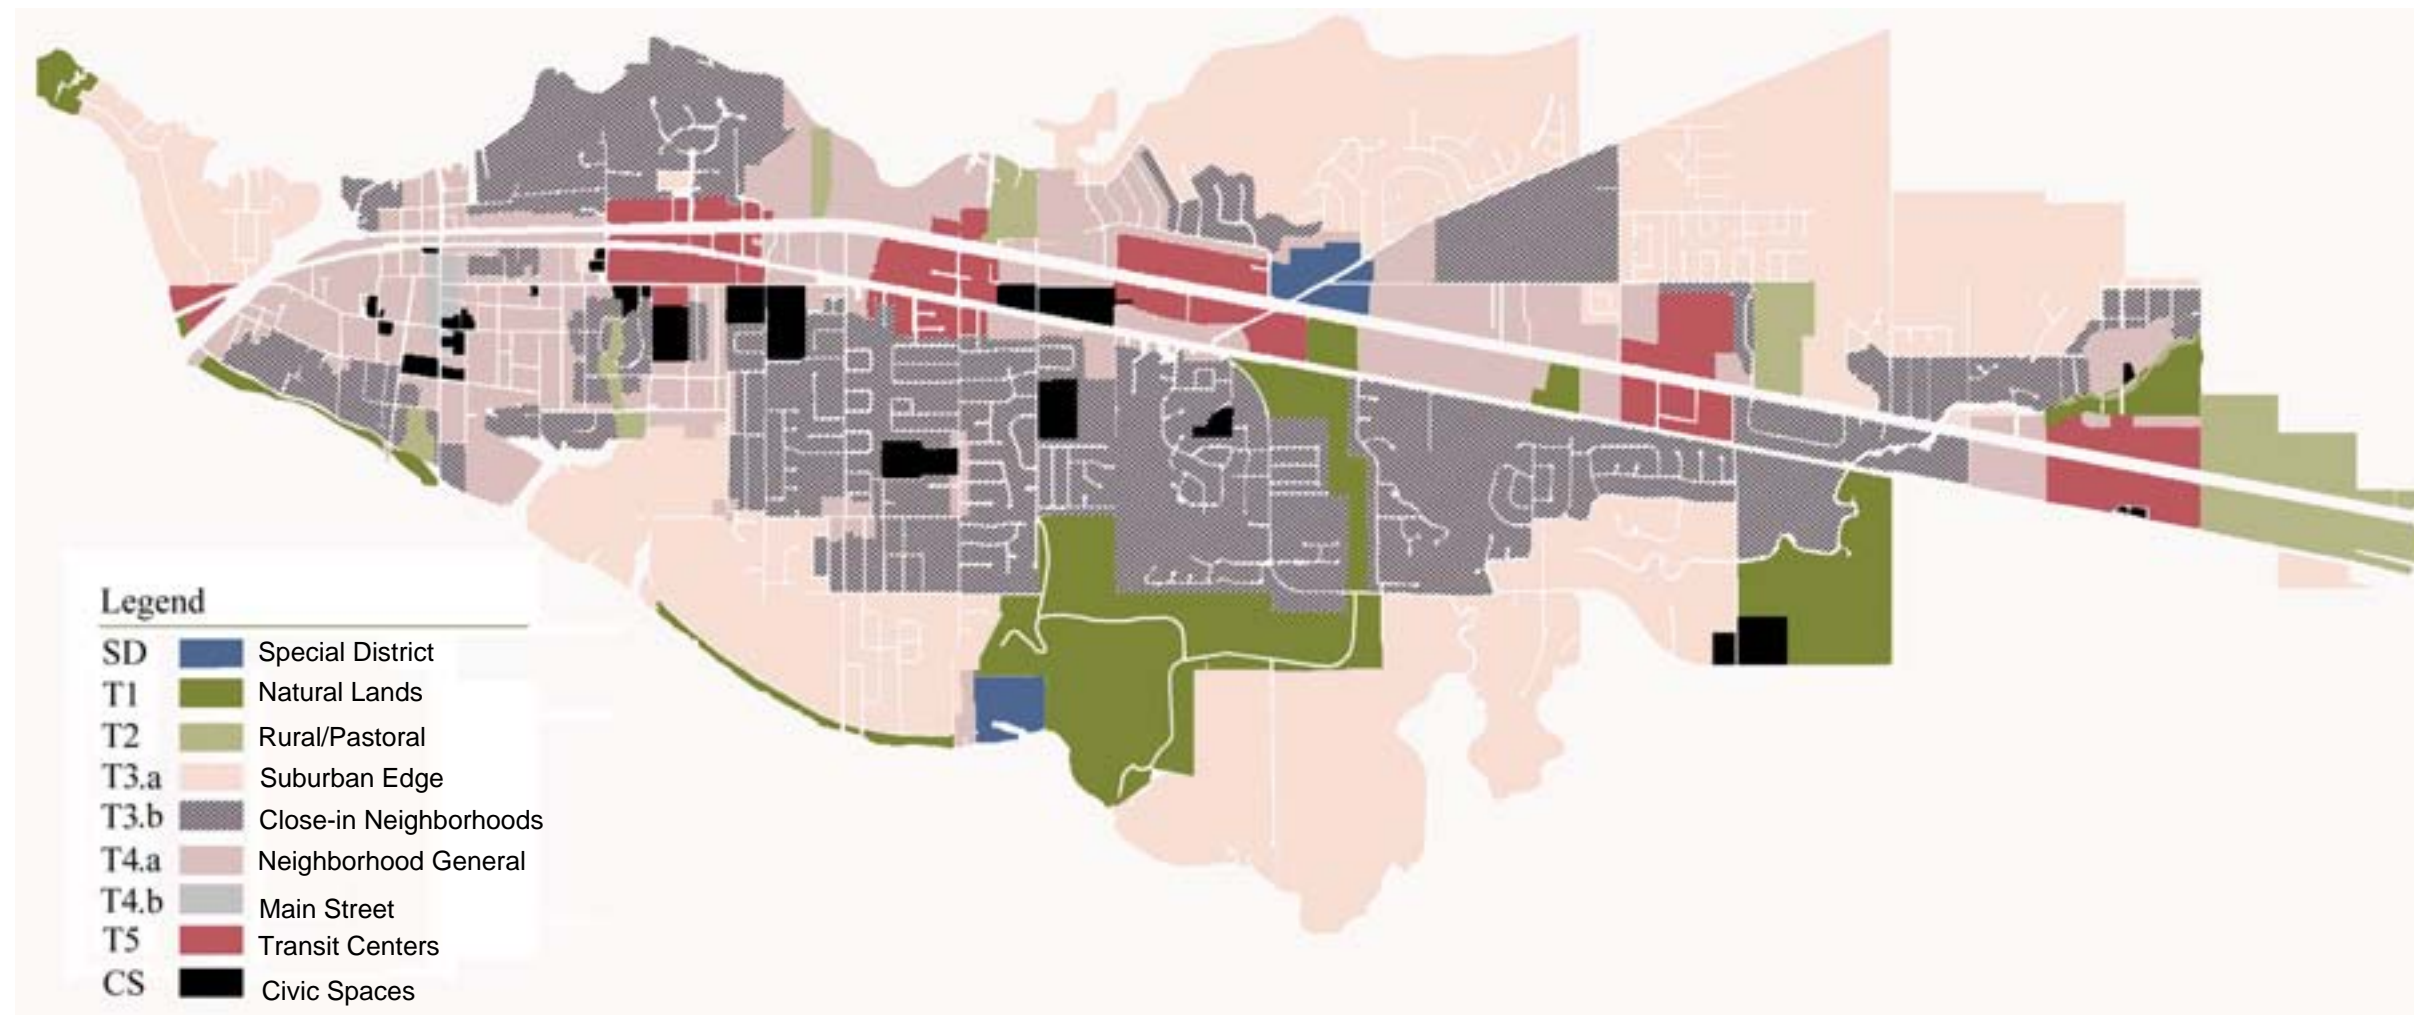 Legend
SD Special District
T1 Natural Lands
T2 Rural/Pastoral
T3.a Suburban Edge
T3.b Close-in Neighborhoods
T4.a Neighborhood General
T4.b Main Street
T5 Transit Centers
CS Civic Spaces